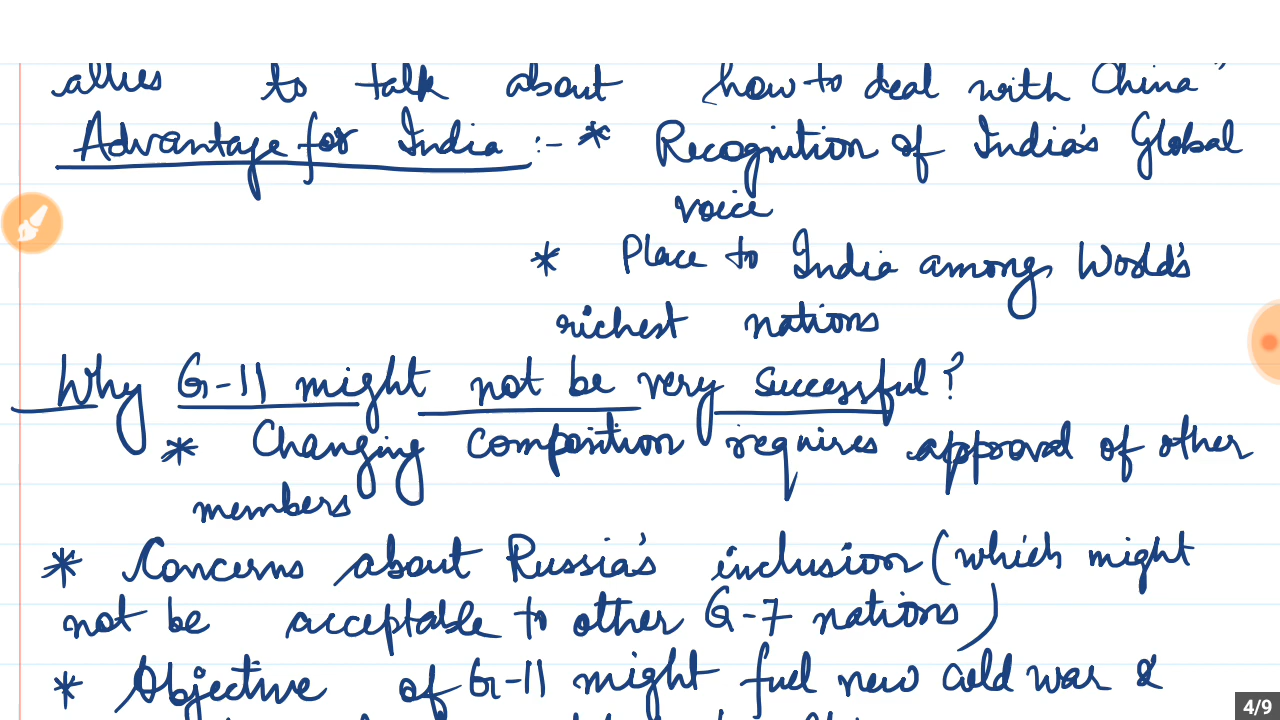 allies to talk about how to deal with China"
Advantage for India :- * Recognition of India's Global
voice
* Place to India among World's
richest nations
Why G-11 might not be very successful?
* Changing composition requires approval of other
members
* Concerns about Russia's inclusion (which might
not be acceptable to other G-7 nations)
* Objective of G-11 might fuel new cold war &
4/9